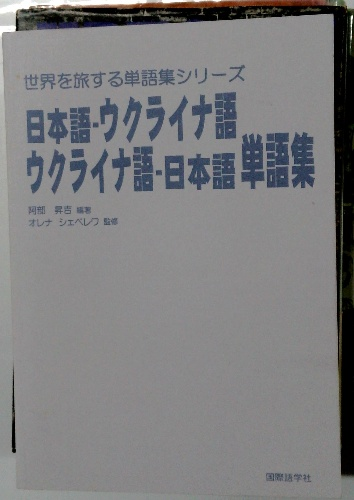 世界を旅する単語集シリーズ
日本語-ウクライナ語
ウクライナ語-日本語 単語集
阿部 昇吉 編著
オレナ シェペレワ 監修
国際語学社